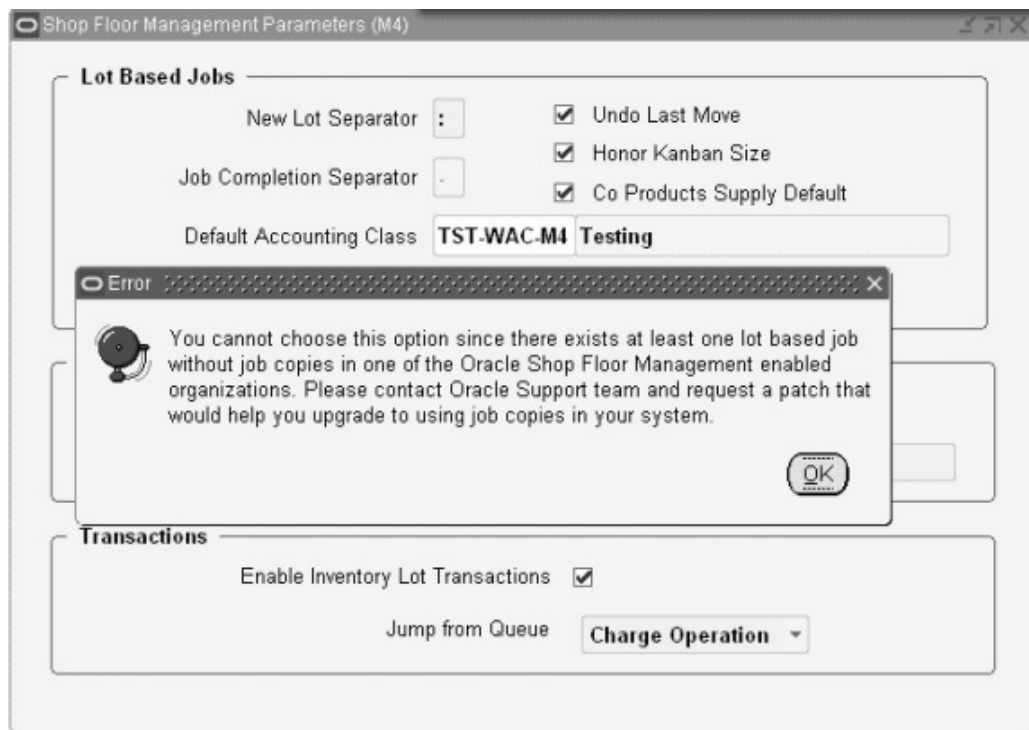 Shop Floor Management Parameters (M4)
Lot Based Jobs
New Lot Separator :
Undo Last Move
Honor Kanban Size
Job Completion Separator -
Co Products Supply Default
Default Accounting Class TST-WAC-M4 Testing
Error
You cannot choose this option since there exists at least one lot based job
without job copies in one of the Oracle Shop Floor Management enabled
organizations. Please contact Oracle Support team and request a patch that
would help you upgrade to using job copies in your system.
OK
Transactions
Enable Inventory Lot Transactions
Jump from Queue Charge Operation